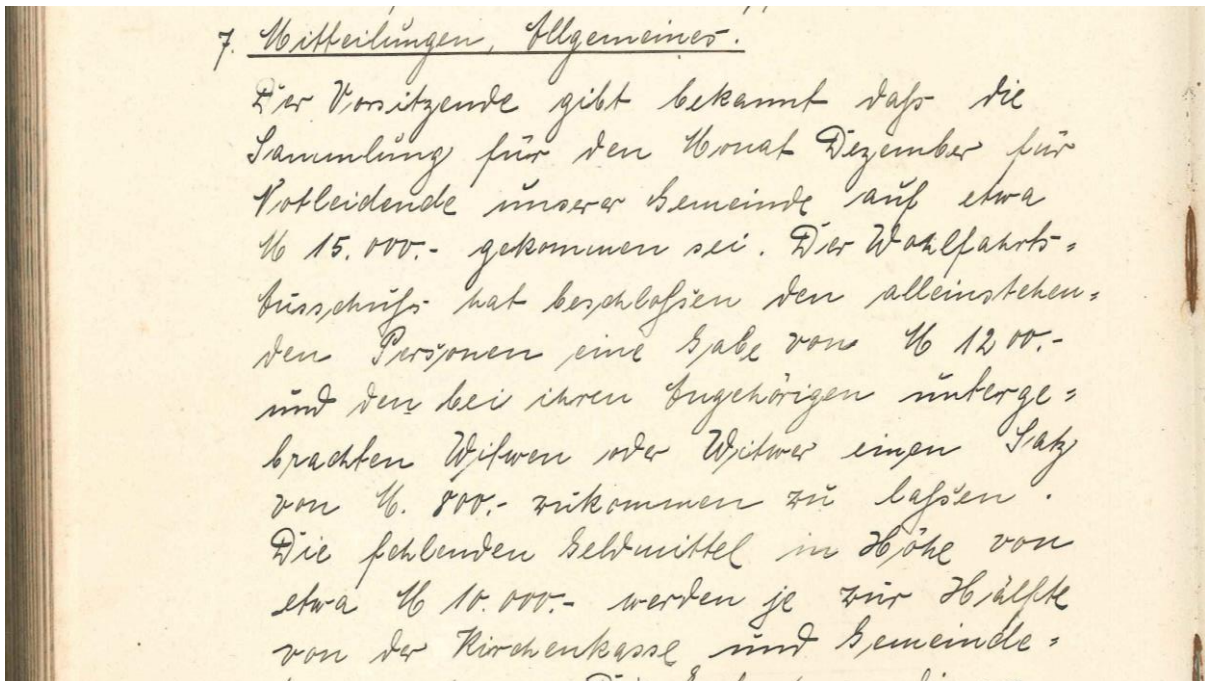 7. Mitteilungen, Allgemeines.
Der Vorsitzende gibt bekannt daß die
Sammlung für den Monat Dezember für
Notleidende unserer Gemeinde auf etwa
M 15.000.- gekommen sei. Der Wohlfahrts=
Ausschuß hat beschloßen den alleinstehen=
den Personen eine Gabe von M 1200.-
und den bei ihren Angehörigen unterge=
brachten Witwen oder Witwer einen Satz
von M. 800.- zukommen zu laßen.
Die fehlenden Geldmittel in Höhe von
etwa M 10.000.- werden je zur Hälfte
von der Kirchenkasse und Gemeinde=